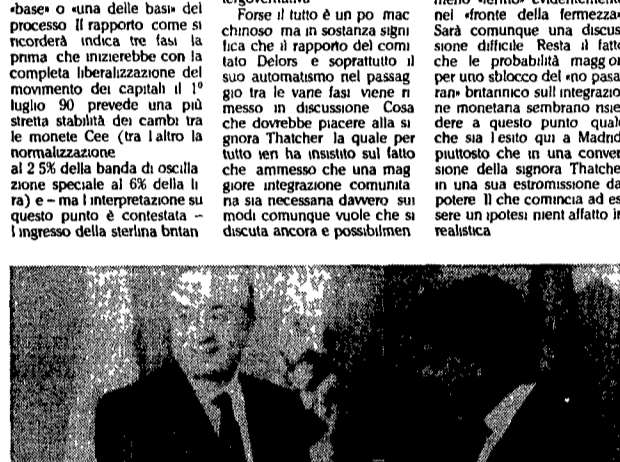 «base» o «una delle basi» del
processo Il rapporto come si
ricorderà indica tre fasi la
prima che inizierebbe con la
completa liberalizzazione del
movimento dei capitali il 1º
luglio 90 prevede una più
stretta stabilità dei cambi tra
le monete Cee (tra l altro la
normalizzazione
al 2 5% della banda di oscilla
zione speciale al 6% della li
ra) e – ma l interpretazione su
questo punto è contestata –
l ingresso della sterlina britan
Forse il tutto è un po mac
chinoso ma in sostanza signi
fica che il rapporto del comi
tato Delors e soprattutto il
suo automatismo nel passag
gio tra le varie fasi viene ri
messo in discussione Cosa
che dovrebbe piacere alla si
gnora Thatcher la quale per
tutto ieri ha insistito sul fatto
che ammesso che una mag
giore integrazione comunita
na sia necessaria davvero sui
modi comunque vuole che si
discuta ancora e possibilmen
nel «fronte della fermezza»
Sarà comunque una discus
sione difficile Resta il fatto
che le probabilità maggiori
per uno sblocco del «no pasa
ran» britannico sull integrazio
ne monetaria sembrano risie
dere a questo punto quale
che sia l esito qui a Madrid
piuttosto che in una conver
sione della signora Thatche
in una sua estromissione da
potere Il che comincia ad es
sere un ipotesi nient affatto ir
realistica